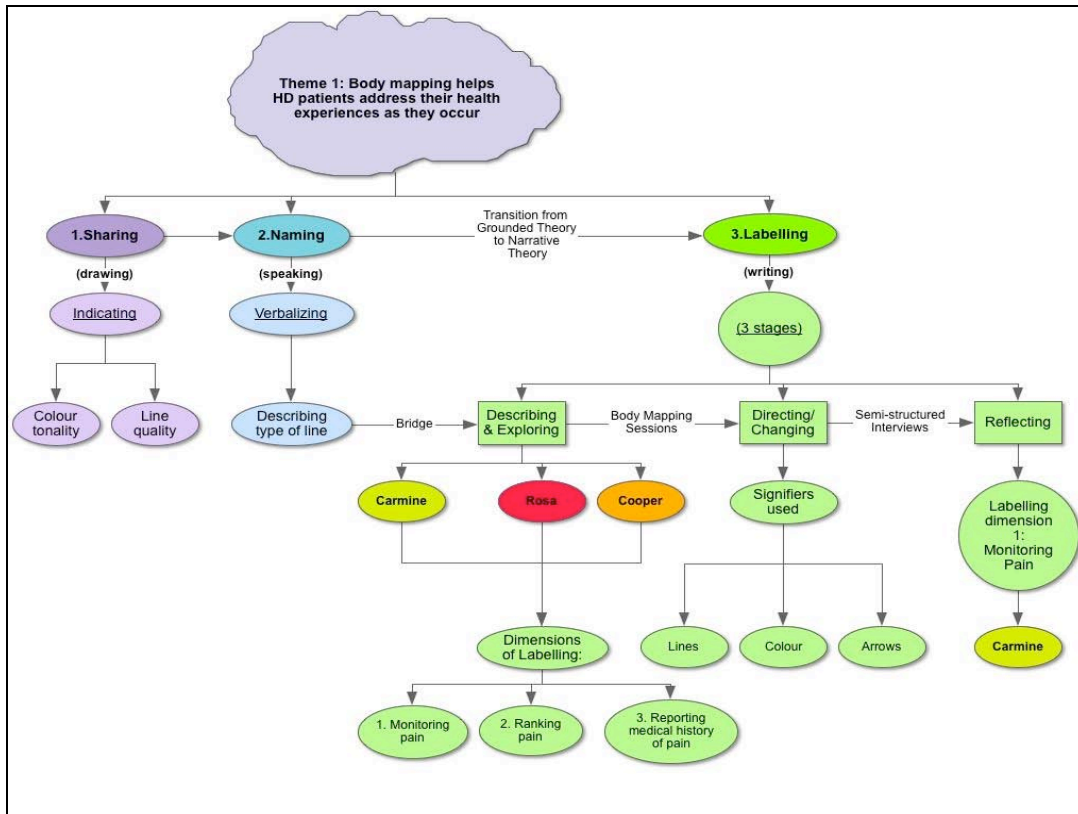 Theme 1: Body mapping helps
HD patients address their health
experiences as they occur
1.Sharing
2.Naming
Transition from
Grounded Theory
to Narrative
Theory
3.Labelling
(drawing)
(speaking)
(writing)
Indicating
Verbalizing
(3 stages)
Colour
tonality
Line
quality
Describing
type of line
Bridge
Describing
& Exploring
Body Mapping
Sessions
Directing/
Changing
Semi-structured
Interviews
Reflecting
Carmine
Rosa
Cooper
Signifiers
used
Labelling
dimension
1:
Monitoring
Pain
Dimensions
of Labelling:
Lines
Colour
Arrows
Carmine
1. Monitoring
pain
2. Ranking
pain
3. Reporting
medical history
of pain